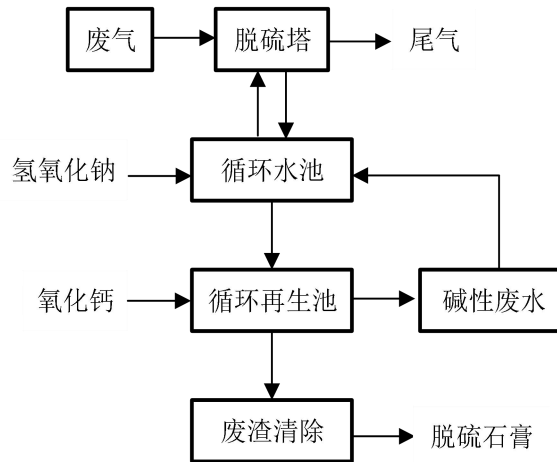 废气
脱硫塔
尾气
氢氧化钠
循环水池
氧化钙
循环再生池
碱性废水
废渣清除
脱硫石膏